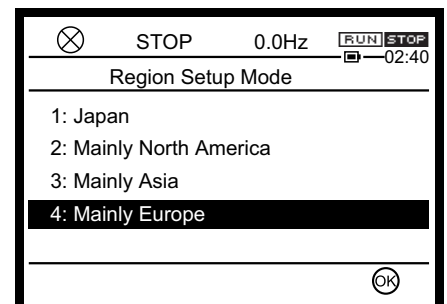 STOP 0.0Hz RUN STOP
02:40
Region Setup Mode
1: Japan
2: Mainly North America
3: Mainly Asia
4: Mainly Europe
OK